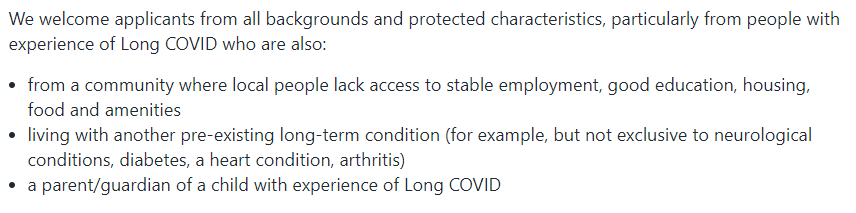 We welcome applicants from all backgrounds and protected characteristics, particularly from people with
experience of Long COVID who are also:
• from a community where local people lack access to stable employment, good education, housing,
food and amenities
• living with another pre-existing long-term condition (for example, but not exclusive to neurological
conditions, diabetes, a heart condition, arthritis)
• a parent/guardian of a child with experience of Long COVID